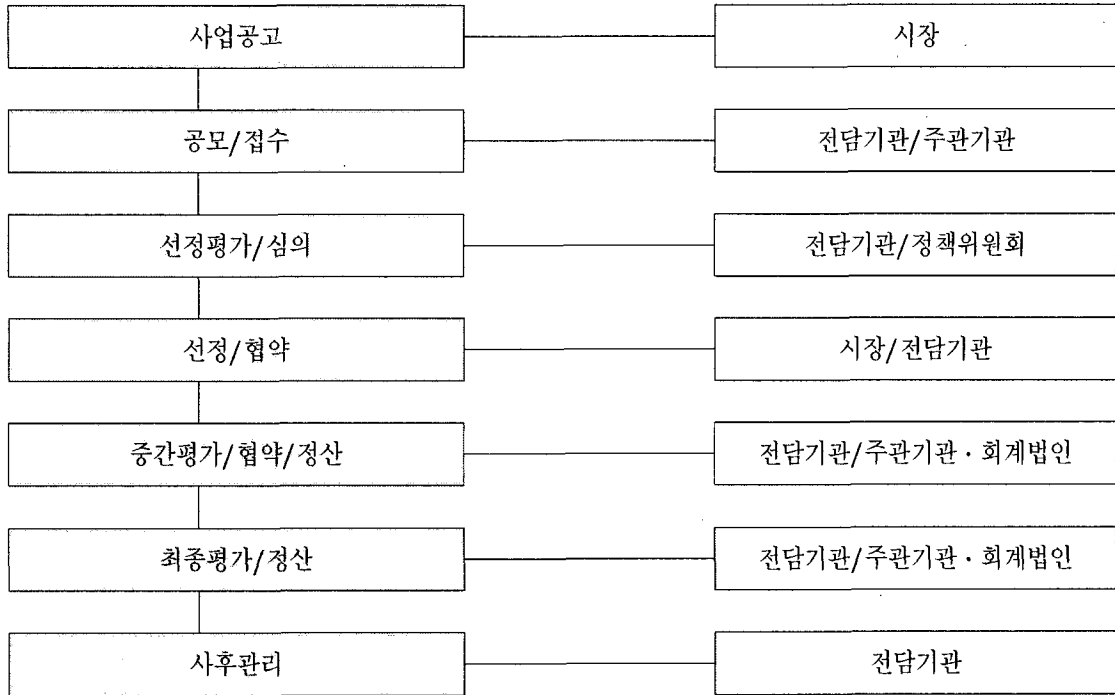 사업공고
시장
공모/접수
전담기관/주관기관
선정평가/심의
전담기관/정책위원회
선정/협약
시장/전담기관
중간평가/협약/정산
전담기관/주관기관·회계법인
최종평가/정산
전담기관/주관기관·회계법인
사후관리
전담기관